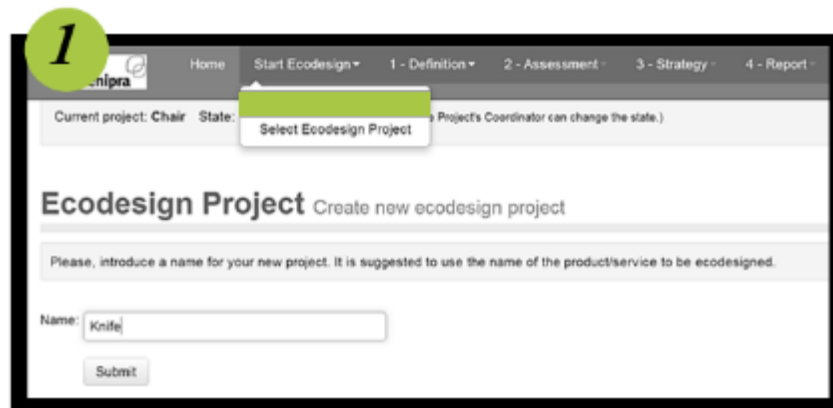 1
Home Start Ecodesign 1 - Definition 2 - Assessment 3 - Strategy 4 - Report
Current project: Chair State: Project's Coordinator can change the state.)
Select Ecodesign Project
Ecodesign Project Create new ecodesign project
Please, introduce a name for your new project. It is suggested to use the name of the product/service to be ecodesigned.
Name: Knife
Submit